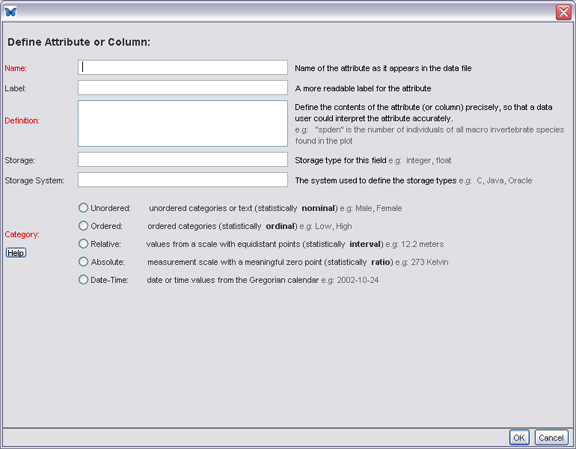 Define Attribute or Column:
Name: Name of the attribute as it appears in the data file
Label: A more readable label for the attribute
Definition: Define the contents of the attribute (or column) precisely, so that a data
user could interpret the attribute accurately.
e.g: "spden" is the number of individuals of all macro invertebrate species
found in the plot
Storage: Storage type for this field e.g: integer, float
Storage System: The system used to define the storage types e.g: C, Java, Oracle
Category:
Help
Unordered: unordered categories or text (statistically nominal) e.g: Male, Female
Ordered: ordered categories (statistically ordinal) e.g: Low, High
Relative: values from a scale with equidistant points (statistically interval) e.g: 12.2 meters
Absolute: measurement scale with a meaningful zero point (statistically ratio) e.g: 273 Kelvin
Date-Time: date or time values from the Gregorian calendar e.g: 2002-10-24
OK Cancel